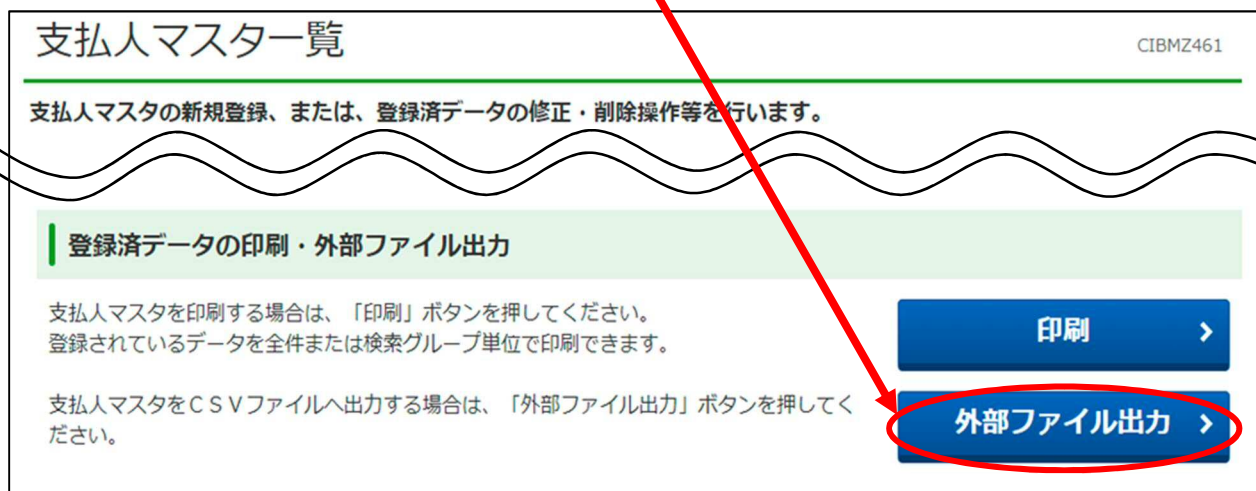 支払人マスター覧
CIBMZ461
支払人マスタの新規登録、または、登録済データの修正・削除操作等を行います。
登録済データの印刷・外部ファイル出力
支払人マスタを印刷する場合は、「印刷」ボタンを押してください。
登録されているデータを全件または検索グループ単位で印刷できます。
印刷
支払人マスタをＣＳＶファイルへ出力する場合は、「外部ファイル出力」ボタンを押してく
ださい。
外部ファイル出力